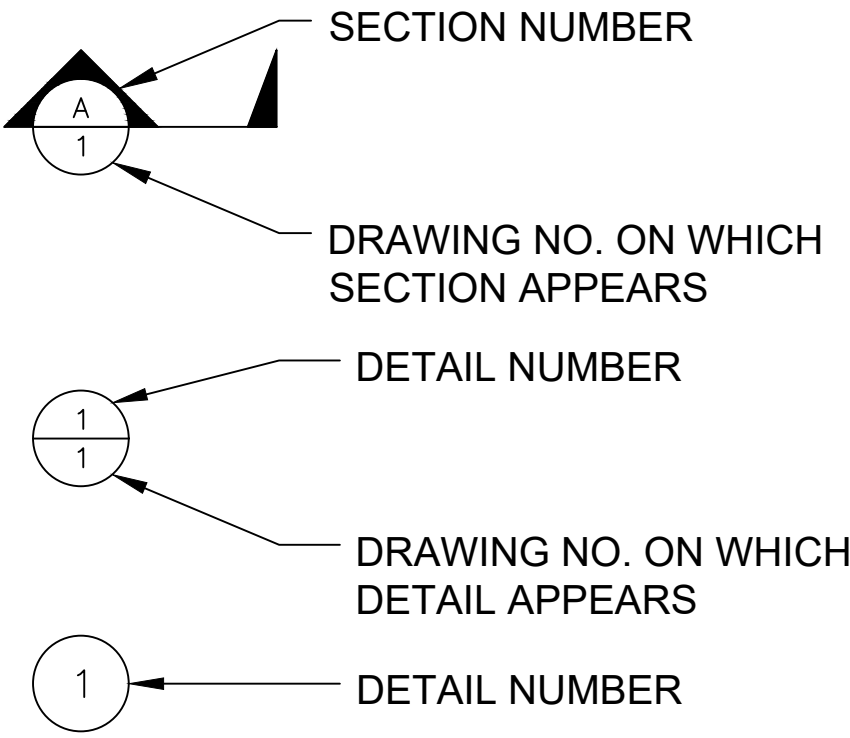 SECTION NUMBER
A
1
DRAWING NO. ON WHICH
SECTION APPEARS
DETAIL NUMBER
1
1
DRAWING NO. ON WHICH
DETAIL APPEARS
1
DETAIL NUMBER